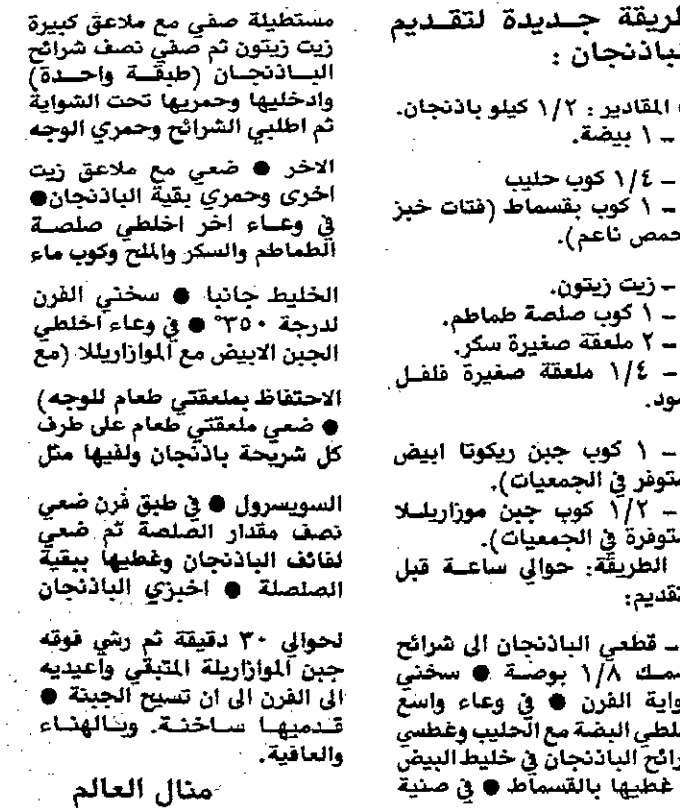 طريقة جديدة لتقديم
الباذنجان :
المقادير : ١/٢ كيلو باذنجان.
– ١ بيضة.
– ١/٤ كوب حليب
– ١ كوب بقسماط (فتات خبز
محمص ناعم).
– زيت زيتون.
– ١ كوب صلصة طماطم.
– ٢ ملعقة صغيرة سكر.
– ١/٤ ملعقة صغيرة فلفل
اسود.
– ١ كوب جبن ريكوتا ابيض
(متوفر في الجمعيات).
– ١/٢ كوب جبن موزاريللا
(متوفرة في الجمعيات).
الطريقة: حوالي ساعة قبل
التقديم:
– قطعي الباذنجان الى شرائح
بسمك ١/٨ بوصة ● سخني
شواية الفرن ● في وعاء واسع
اخلطي البضة مع الحليب وغطسي
شرائح الباذنجان في خليط البيض
غطيها بالقسماط ● في صنية
مستطيلة صفي مع ملاعق كبيرة
زيت زيتون ثم صفي نصف شرائح
الباذنجان (طبقة واحدة)
وادخليها وحمريها تحت الشواية
ثم اطلبي الشرائح وحمري الوجه
الاخر ● ضعي مع ملاعق زيت
اخرى وحمري بقية الباذنجان●
في وعاء اخر اخلطي صلصة
الطماطم والسكر والملح وكوب ماء
الخليط جانبا ● سخني الفرن
لدرجة ٣٥٠° ● في وعاء اخلطي
الجبن الابيض مع الموازاريللا (مع
الاحتفاظ بملعقتي طعام للوجه)
● ضعي ملعقتي طعام على طرف
كل شريحة باذنجان ولفيها مثل
السويسرول ● في طبق فرن ضعي
نصف مقدار الصلصة ثم ضعي
لفائف الباذنجان وغطيها ببقية
الصلصلة ● اخبزي الباذنجان
لحوالي ٣٠ دقيقة ثم رشي فوقه
جبن الموازاريلة المتبقي واعيديه
الى الفرن الى ان تسيح الجبنة ●
قدميها ساخنة. وبالهناء
والعافية.
منال العالم